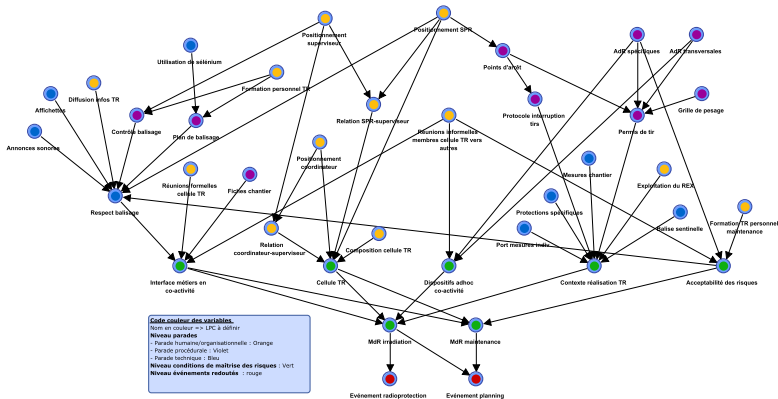 Positionnement
superviseur
Positionnement SPR
Utilisation de sélénium
Points d'arrêt
AdR spécifiques
AdR transversales
Affichettes
Diffusion infos TR
Formation personnel TR
Contrôle balisage
Plan de balisage
Relation SPR-superviseur
Protocole interruption
tirs
Grille de pesage
Permis de tir
Annonces sonores
Réunions informelles
membres cellule TR vers
autres
Positionnement
coordinateur
Réunions formelles
cellule TR
Fiches chantier
Mesures chantier
Exploitation du REX
Respect balisage
Protections spécifiques
Balise sentinelle
Formation TR personnel
maintenance
Relation
coordinateur-superviseur
Composition cellule TR
Port mesures indiv.
Interface métiers en
co-activité
Cellule TR
Dispositifs adhoc
co-activité
Contexte réalisation TR
Acceptabilité des risques
MdR irradiation
MdR maintenance
Evénement radioprotection
Evénement planning
Code couleur des variables
Nom en couleur => LPC à définir
Niveau parades
- Parade humaine/organisationnelle : Orange
- Parade procédurale : Violet
- Parade technique : Bleu
Niveau conditions de maîtrise des risques : Vert
Niveau événements redoutés : rouge